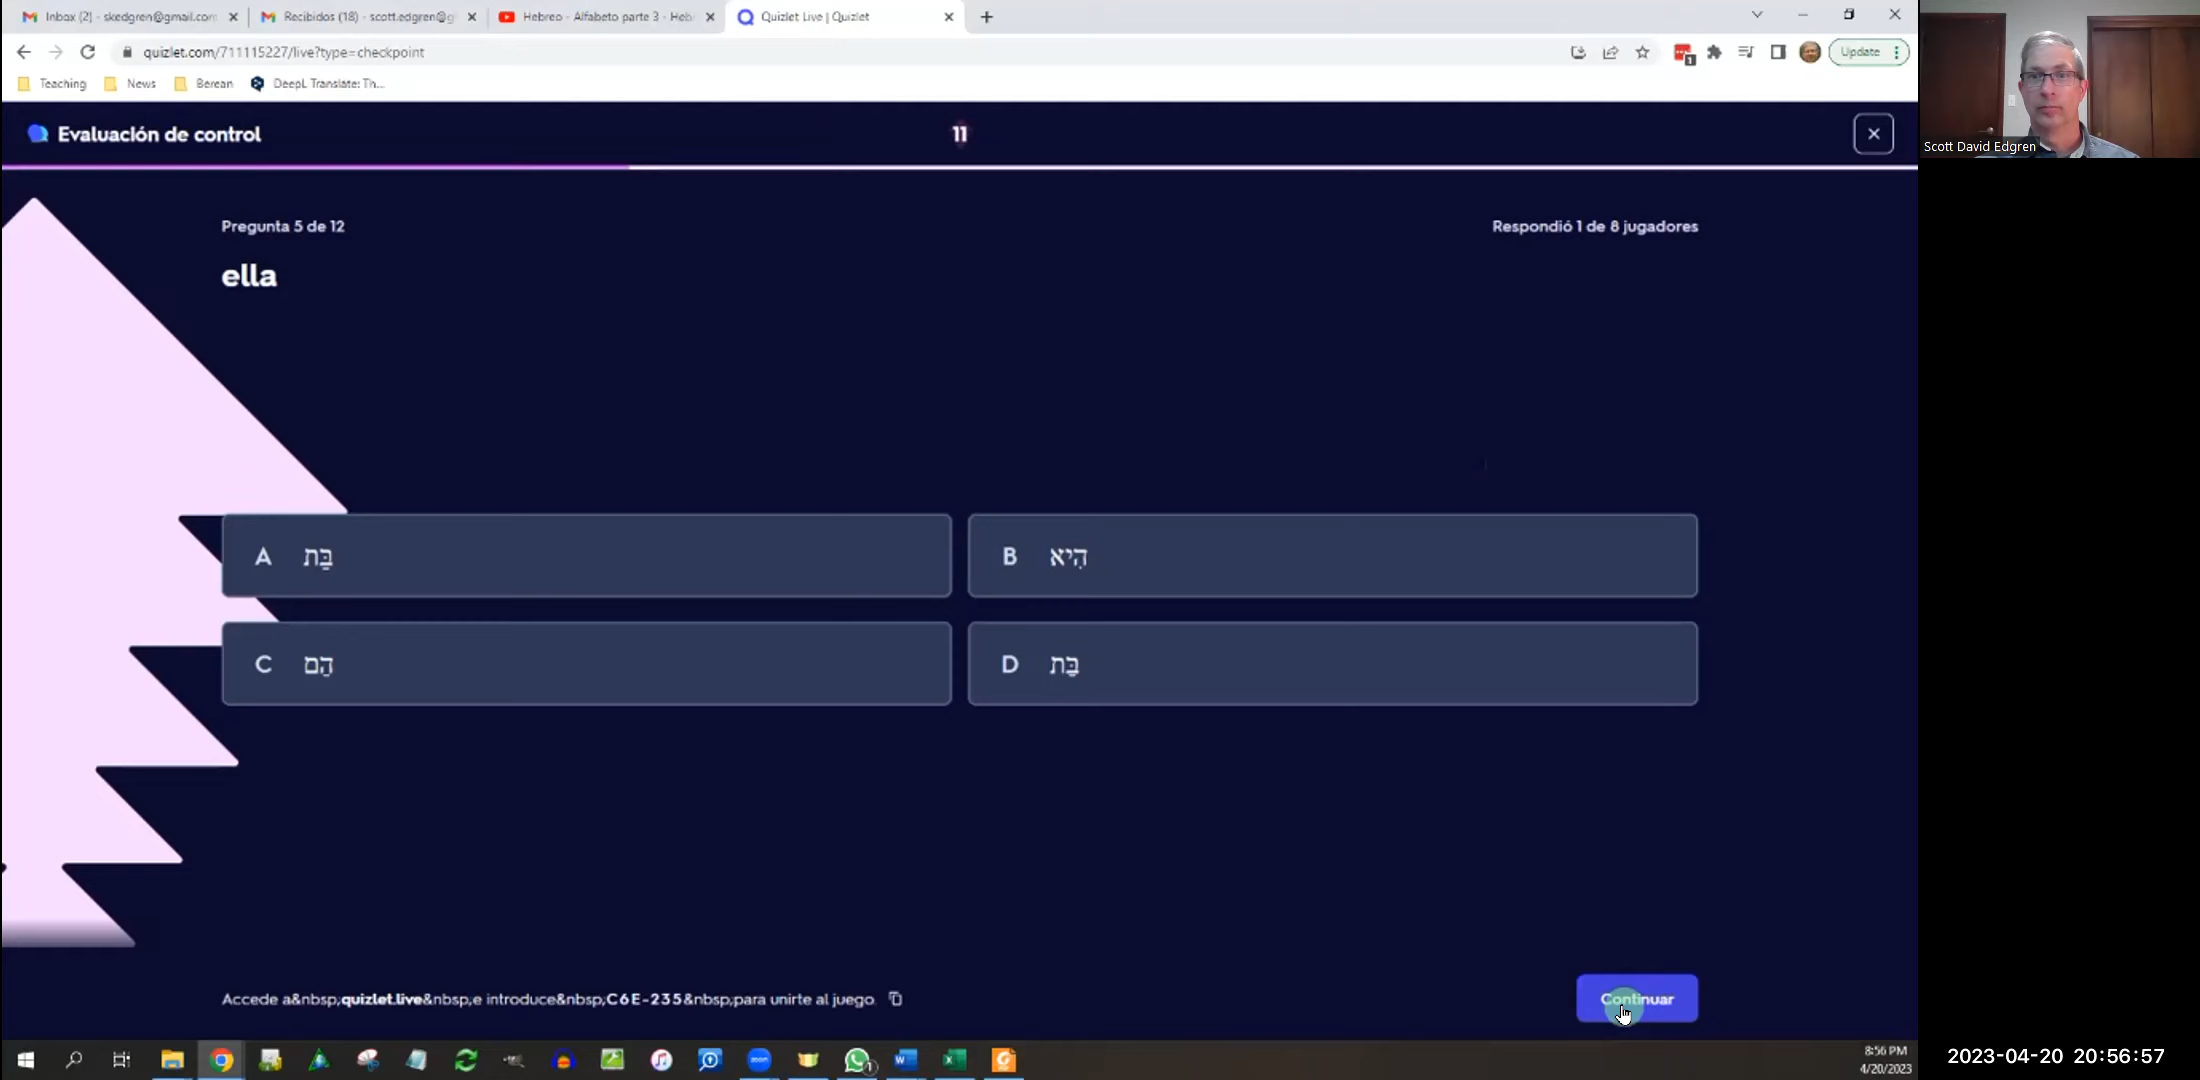 Inbox (2) - skedgren@gmail.com
Recibidos (18) - scott.edgren@g
Hebreo - Alfabeto parte 3 - Heb
Quizlet Live | Quizlet
quizlet.com/711115227/live?type=checkpoint
Update
Teaching
News
Berean
DeepL Translate: Th...
Evaluación de control
11
Scott David Edgren
Pregunta 5 de 12
Respondió 1 de 8 jugadores
ella
A בַּת
B הִיא
C הַם
D בַּת
Accede a&nbsp;quizlet.live&nbsp;e introduce&nbsp;C6E-235&nbsp;para unirte al juego.
Continuar
8:56 PM
4/20/2023
2023-04-20 20:56:57